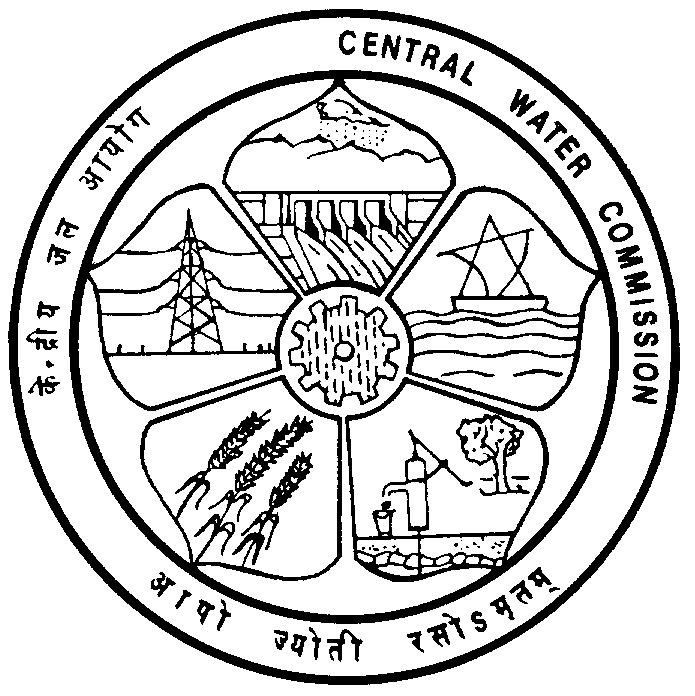 केन्द्रीय जल आयोग
CENTRAL WATER COMMISSION
आपो ज्योती रसोऽमृतम्